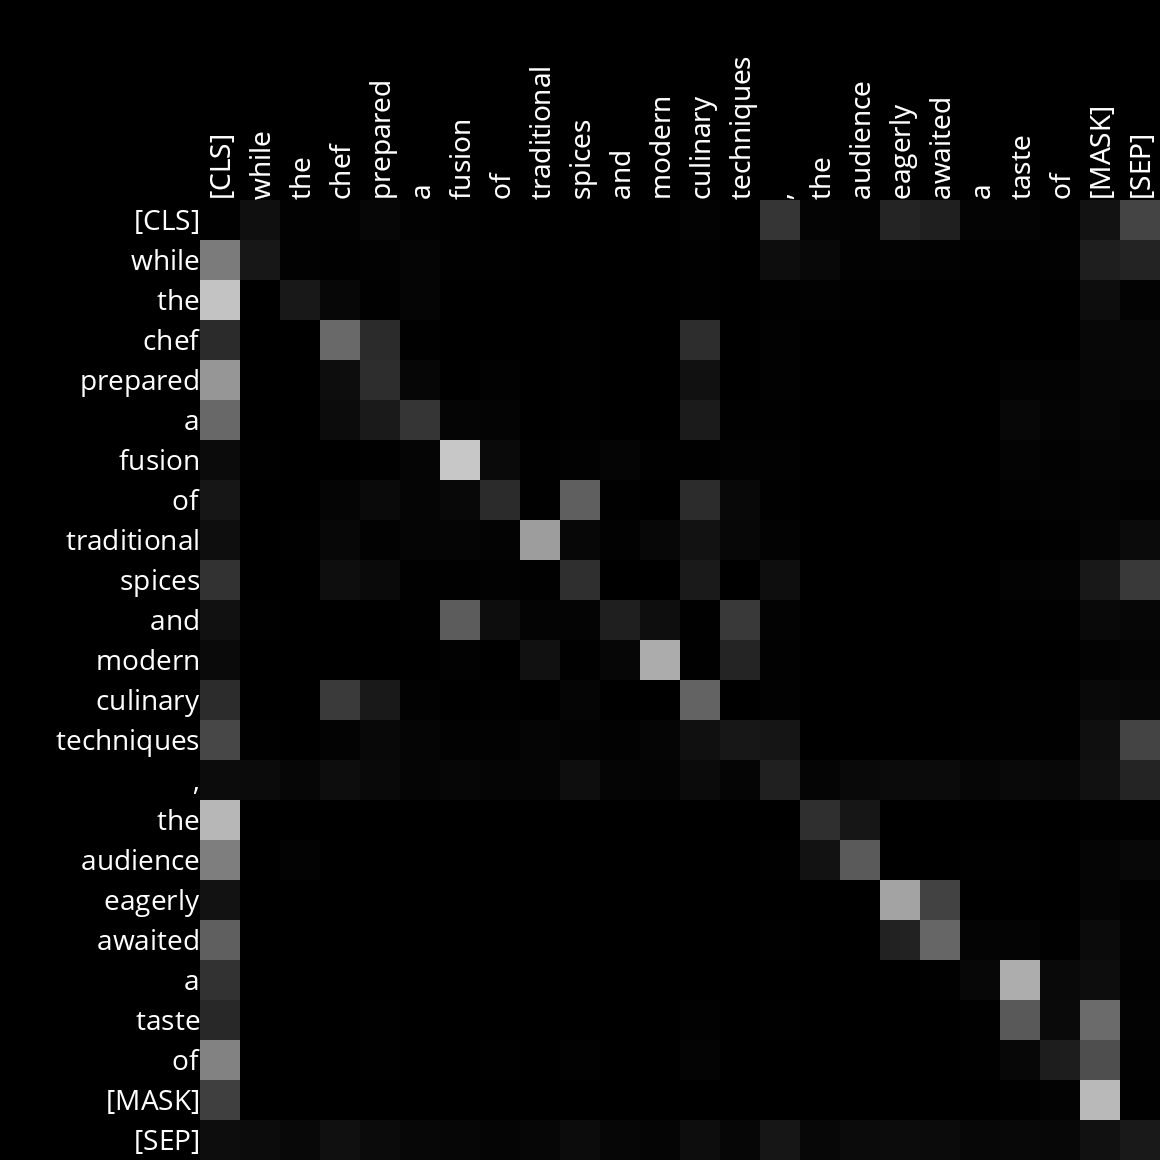 [CLS] while the chef prepared a fusion of traditional spices and modern culinary techniques , the audience eagerly awaited a taste of [MASK] [SEP]
[CLS]
while
the
chef
prepared
a
fusion
of
traditional
spices
and
modern
culinary
techniques
,
the
audience
eagerly
awaited
a
taste
of
[MASK]
[SEP]